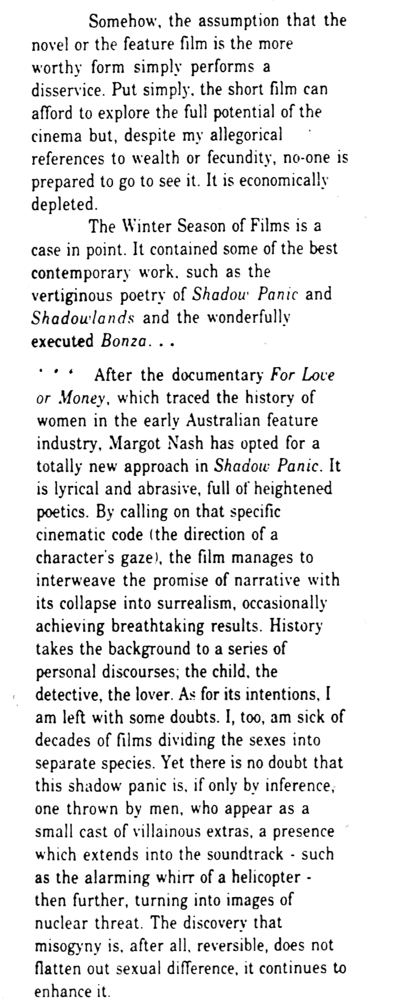 Somehow, the assumption that the
novel or the feature film is the more
worthy form simply performs a
disservice. Put simply, the short film can
afford to explore the full potential of the
cinema but, despite my allegorical
references to wealth or fecundity, no-one is
prepared to go to see it. It is economically
depleted.
The Winter Season of Films is a
case in point. It contained some of the best
contemporary work, such as the
vertiginous poetry of Shadow Panic and
Shadowlands and the wonderfully
executed Bonza. . .
. . . After the documentary For Love
or Money, which traced the history of
women in the early Australian feature
industry, Margot Nash has opted for a
totally new approach in Shadow Panic. It
is lyrical and abrasive, full of heightened
poetics. By calling on that specific
cinematic code (the direction of a
character's gaze), the film manages to
interweave the promise of narrative with
its collapse into surrealism, occasionally
achieving breathtaking results. History
takes the background to a series of
personal discourses; the child, the
detective, the lover. As for its intentions, I
am left with some doubts. I, too, am sick of
decades of films dividing the sexes into
separate species. Yet there is no doubt that
this shadow panic is, if only by inference,
one thrown by men, who appear as a
small cast of villainous extras, a presence
which extends into the soundtrack - such
as the alarming whirr of a helicopter -
then further, turning into images of
nuclear threat. The discovery that
misogyny is, after all, reversible, does not
flatten out sexual difference, it continues to
enhance it.